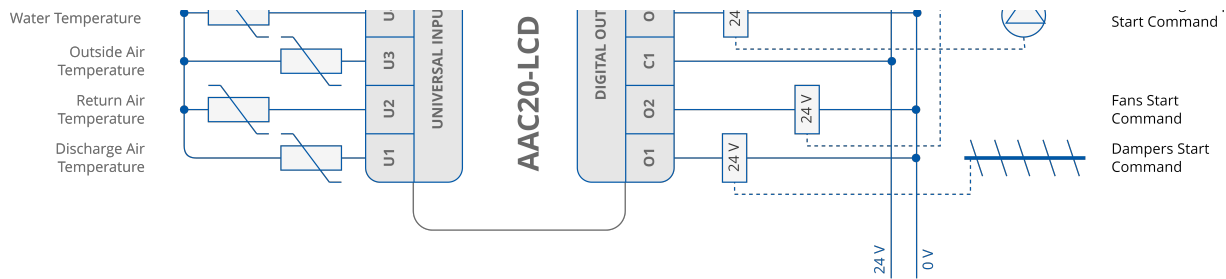 Water Temperature
Outside Air
Temperature
Return Air
Temperature
Discharge Air
Temperature
U3
U2
U1
UNIVERSAL INPU
AAC20-LCD
DIGITAL OUT
C1
O2
O1
24
24 V
24 V
Start Command
Fans Start
Command
Dampers Start
Command
24 V
0 V